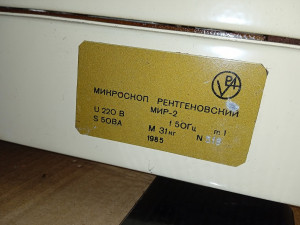 МИКРОСКОП РЕНТГЕНОВСКИЙ
МИР-2
U 220 В f 50Гц m 1
S 50ВА М 31кг N
1985